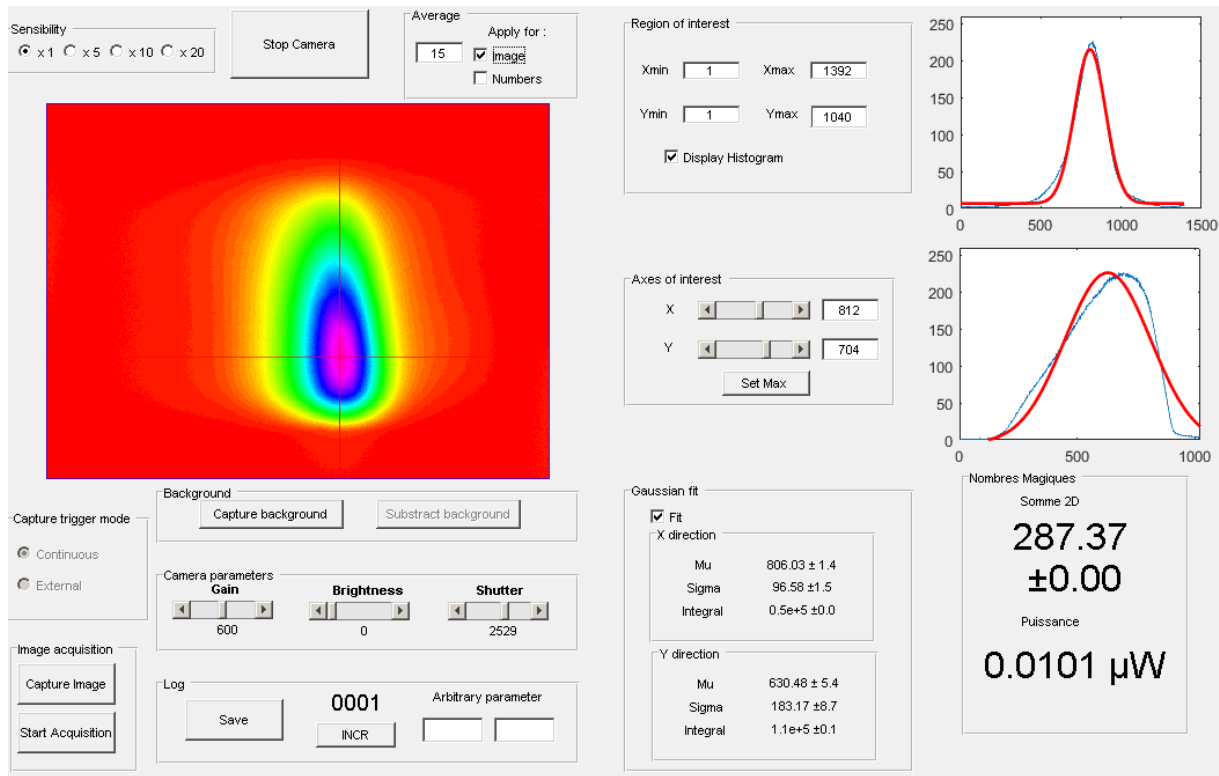 Sensibility
x 1 x 5 x 10 x 20
Stop Camera
Average
15
Apply for :
Image
Numbers
Region of interest
Xmin 1 Xmax 1392
Ymin 1 Ymax 1040
Display Histogram
250
200
150
100
50
0
0 500 1000 1500
Axes of interest
X 812
Y 704
Set Max
250
200
150
100
50
0
0 500 1000
Capture trigger mode
Continuous
External
Background
Capture background Substract background
Camera parameters
Gain Brightness Shutter
600 0 2529
Image acquisition
Capture Image
Start Acquisition
Log
Save
0001
INCR
Arbitrary parameter
Gaussian fit
Fit
X direction
Mu 806.03 ± 1.4
Sigma 96.58 ±1.5
Integral 0.5e+5 ±0.0
Y direction
Mu 630.48 ± 5.4
Sigma 183.17 ±8.7
Integral 1.1e+5 ±0.1
Nombres Magiques
Somme 2D
287.37
±0.00
Puissance
0.0101 µW